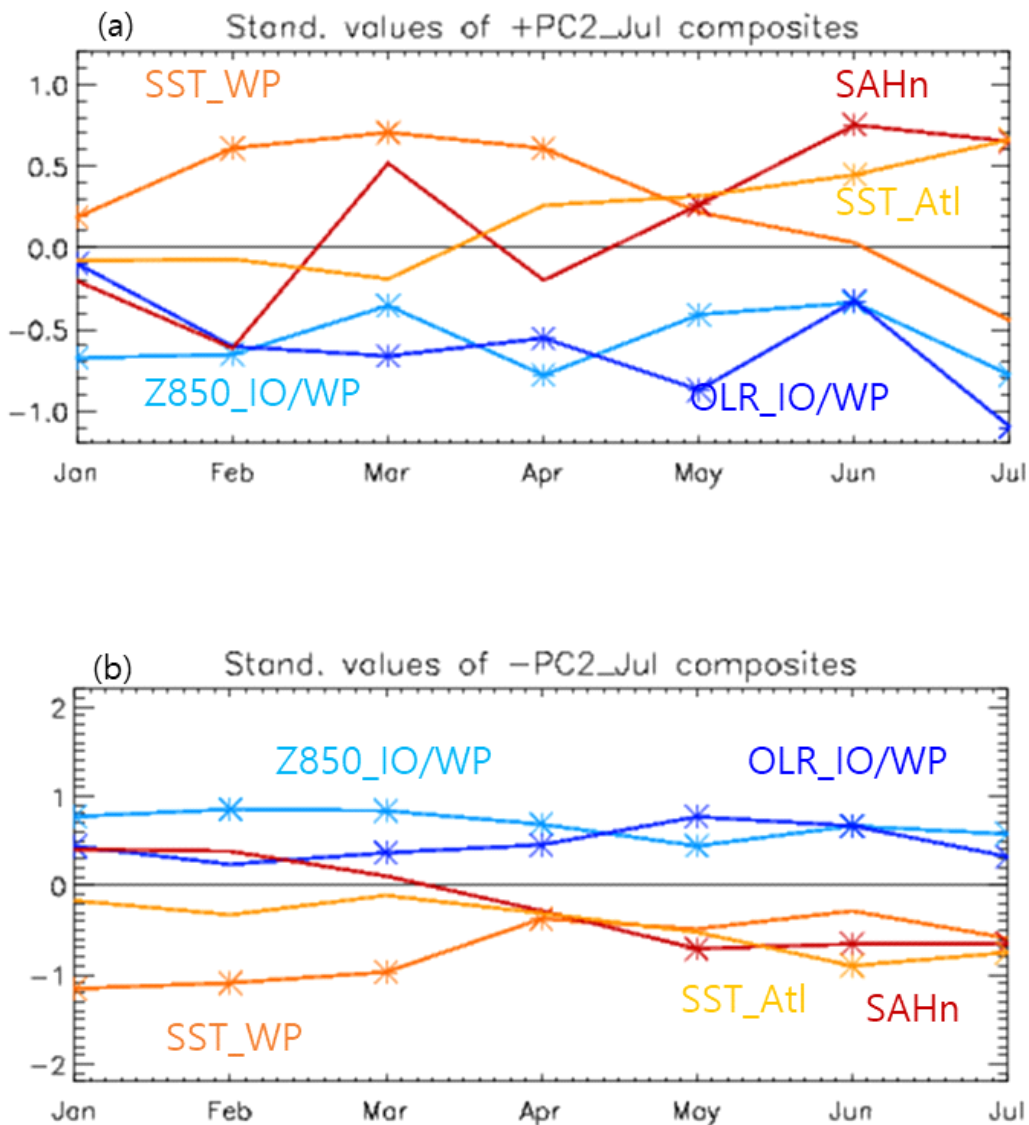 (a)
Stand. values of +PC2_Jul composites
SST_WP
SAHn
SST_Atl
Z850_IO/WP
OLR_IO/WP
1.0
0.5
0.0
−0.5
−1.0
Jan Feb Mar Apr May Jun Jul
(b)
Stand. values of −PC2_Jul composites
Z850_IO/WP
OLR_IO/WP
SST_Atl
SAHn
SST_WP
2
1
0
−1
−2
Jan Feb Mar Apr May Jun Jul